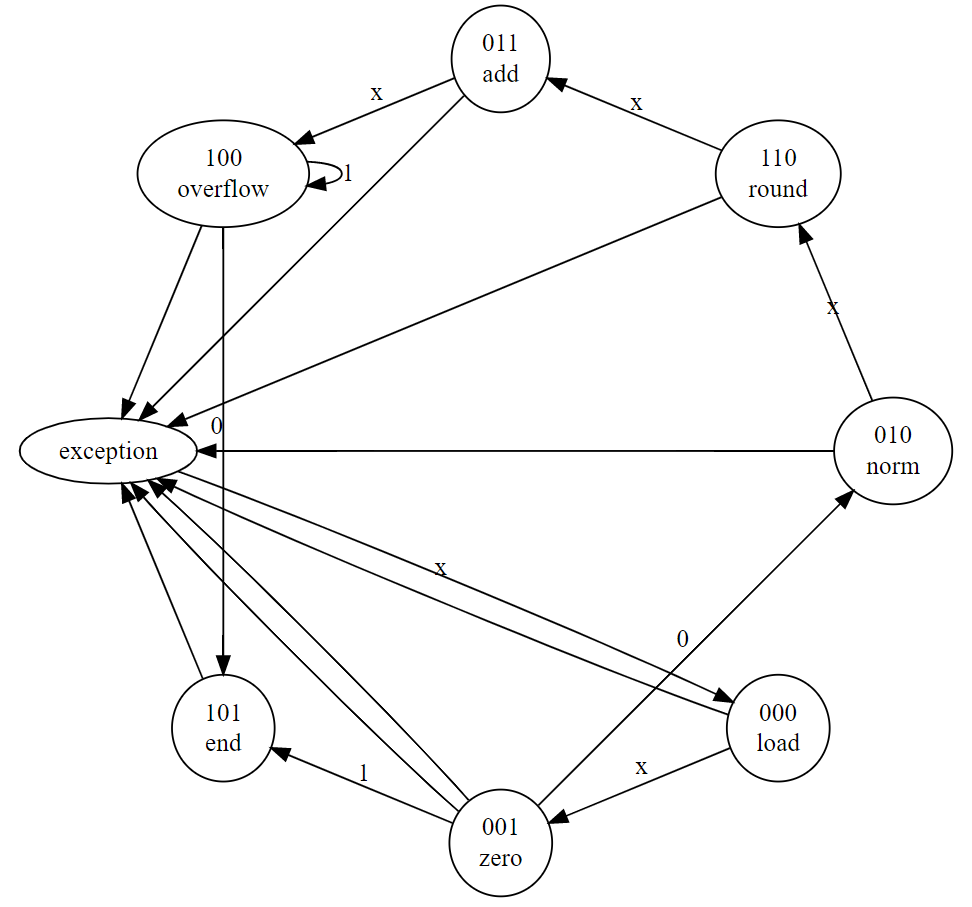 011
add
x
x
100
overflow
1
110
round
x
0
exception
010
norm
x
0
101
end
000
load
1
x
001
zero